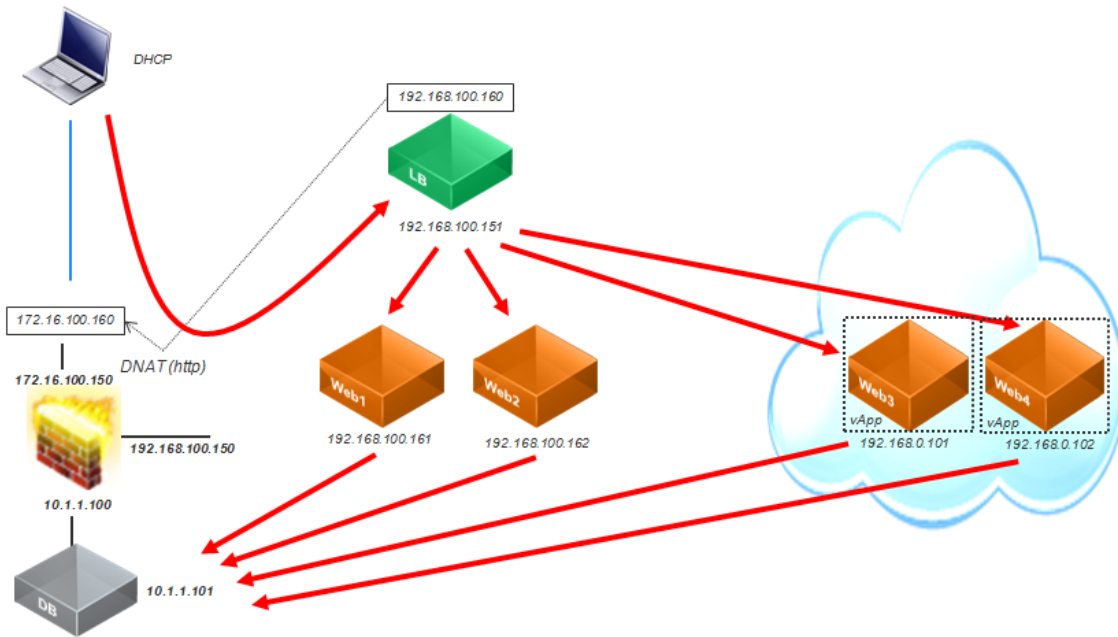 DHCP
192.168.100.160
LB
192.168.100.151
172.16.100.160
DNAT (http)
172.16.100.150
192.168.100.150
10.1.1.100
Web1
192.168.100.161
Web2
192.168.100.162
Web3
vApp
192.168.0.101
Web4
vApp
192.168.0.102
DB
10.1.1.101